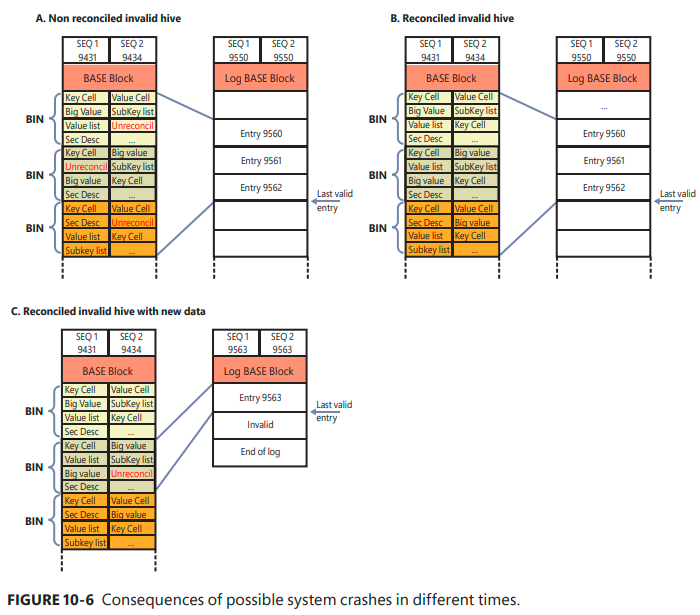 A. Non reconciled invalid hive
SEQ 1 SEQ 2 SEQ 1 SEQ 2
9431 9434 9550 9550
BASE Block Log BASE Block
Key Cell Value Cell
Big Value SubKey list
BIN Value list Unreconcil Entry 9560
Sec Desc ...
Key Cell Big value Entry 9561
Unreconcil SubKey list
BIN Big value Key Cell Entry 9562
Sec Desc ... Last valid
Key Cell Value Cell entry
Sec Desc Unreconcil
BIN Value list Key Cell
Subkey list ...
B. Reconciled invalid hive
SEQ 1 SEQ 2 SEQ 1 SEQ 2
9431 9434 9550 9550
BASE Block Log BASE Block
Key Cell Value Cell ...
Big Value SubKey list
BIN Value list Key Cell Entry 9560
Sec Desc ...
Key Cell Big value Entry 9561
Value list SubKey list
BIN Big value Key Cell Entry 9562
Sec Desc ... Last valid
Key Cell Value Cell entry
Sec Desc Big value
BIN Value list Key Cell
Subkey list ...
C. Reconciled invalid hive with new data
SEQ 1 SEQ 2 SEQ 1 SEQ 2
9431 9434 9563 9563
BASE Block Log BASE Block
Key Cell Value Cell Entry 9563
Big Value SubKey list Last valid
BIN Value list Key Cell Invalid entry
Sec Desc ...
Key Cell Big value End of log
Value list SubKey list
BIN Big value Unreconcil
Sec Desc ...
Key Cell Value Cell
Sec Desc Big value
BIN Value list Key Cell
Subkey list ...
FIGURE 10-6 Consequences of possible system crashes in different times.